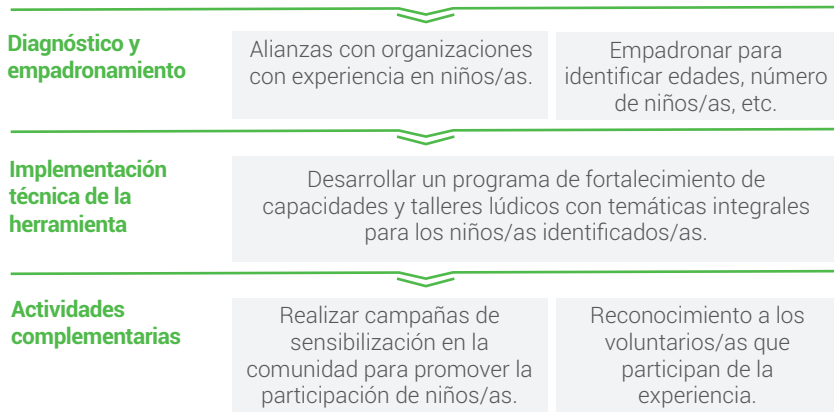 Diagnóstico y
empadronamiento
Alianzas con organizaciones
con experiencia en niños/as.
Empadronar para
identificar edades, número
de niños/as, etc.
Implementación
técnica de la
herramienta
Desarrollar un programa de fortalecimiento de
capacidades y talleres lúdicos con temáticas integrales
para los niños/as identificados/as.
Actividades
complementarias
Realizar campañas de
sensibilización en la
comunidad para promover la
participación de niños/as.
Reconocimiento a los
voluntarios/as que
participan de la
experiencia.